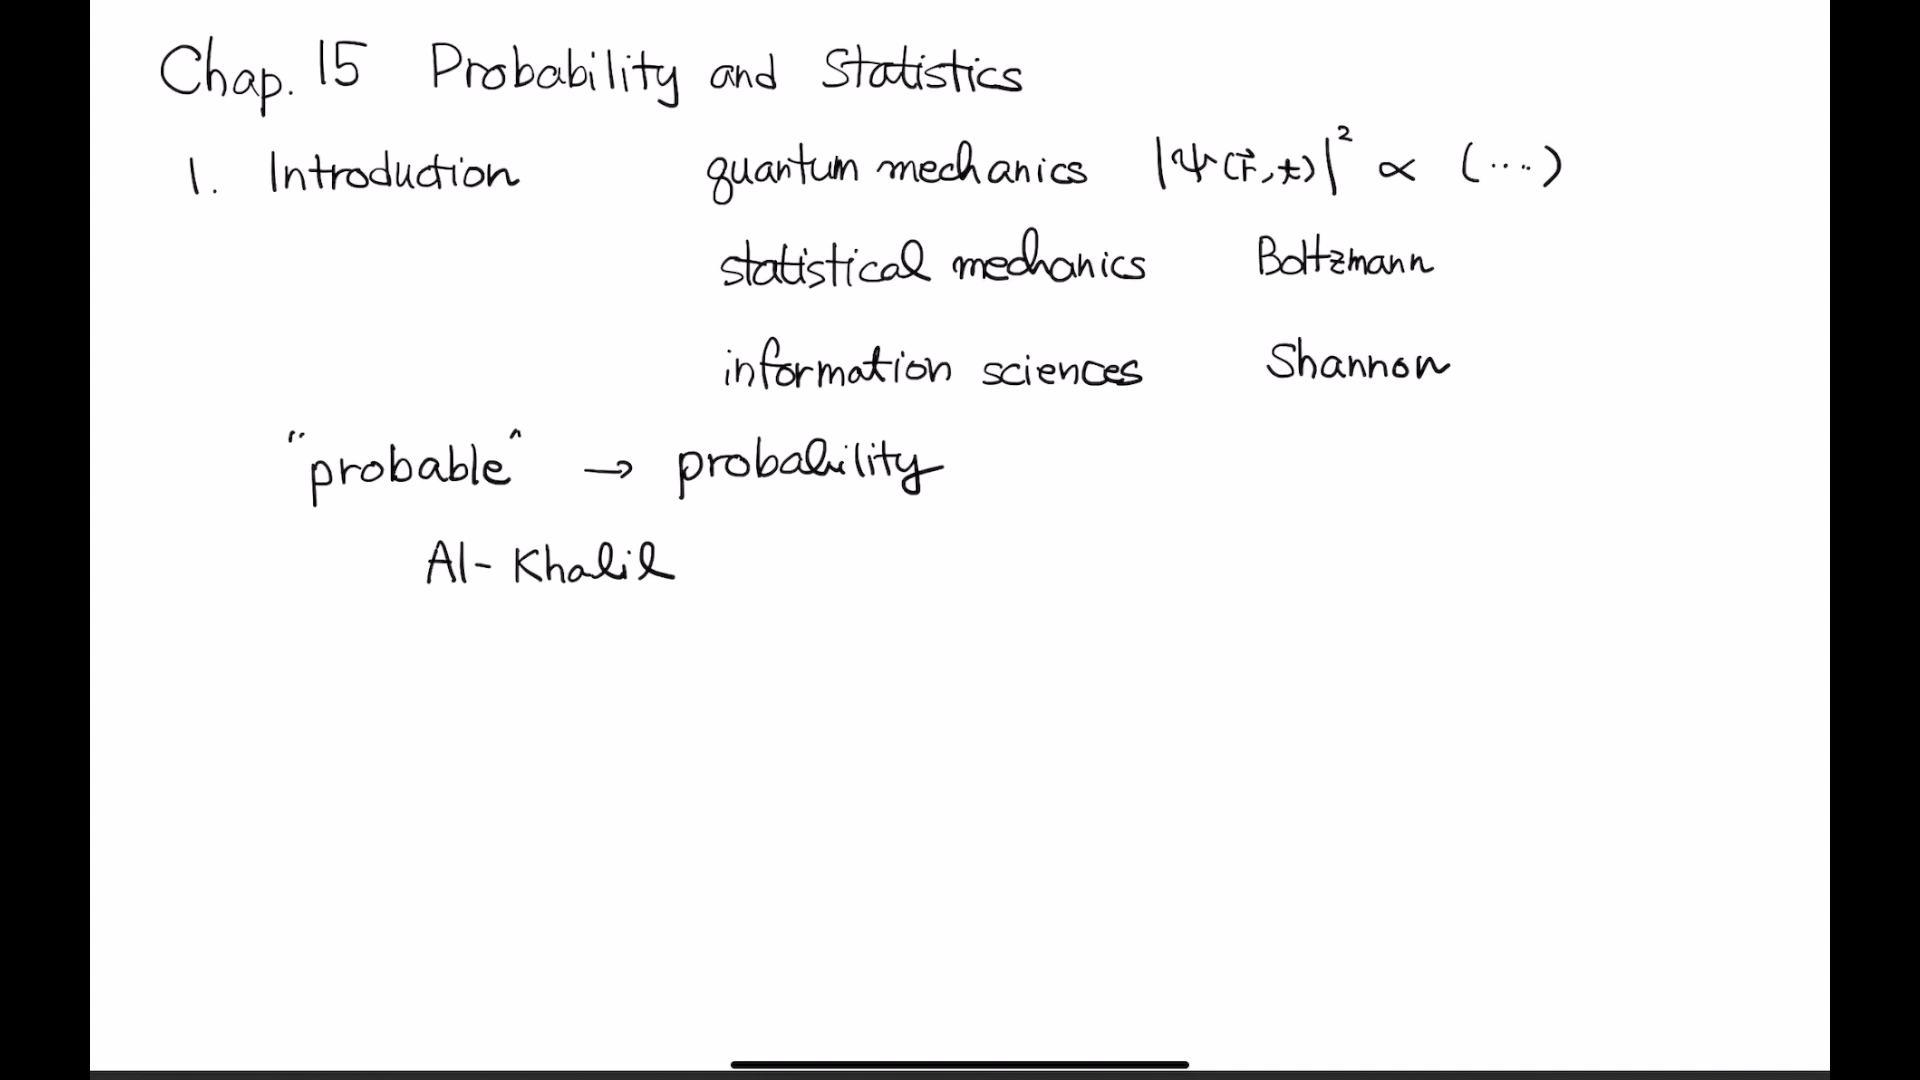 Chap. 15 Probability and Statistics
1. Introduction quantum mechanics |ψ(r⃗,t)|² ∝ (....)
statistical mechanics Boltzmann
information sciences Shannon
"probable" → probability
Al-Khalil